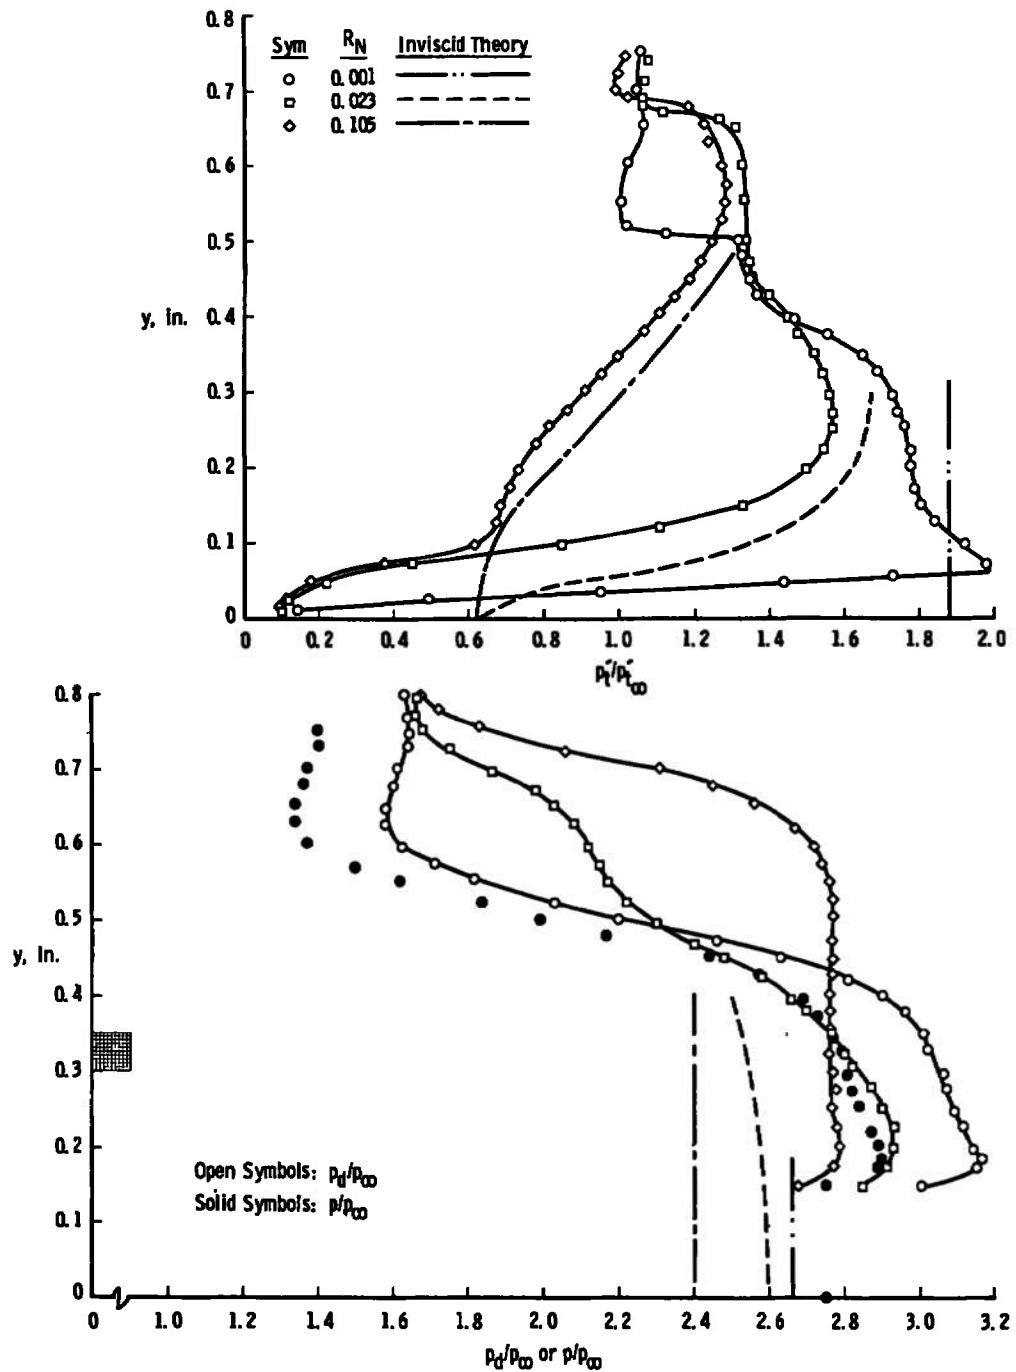 0.8
Sym R_N Inviscid Theory
0.001
0.023
0.105
0.7
0.6
0.5
0.4
y, in.
0.3
0.2
0.1
0
0 0.2 0.4 0.6 0.8 1.0 1.2 1.4 1.6 1.8 2.0
p_t′/p_t′∞
0.8
0.7
0.6
0.5
y, in.
0.4
0.3
0.2
Open Symbols: p_d/p∞
Solid Symbols: p/p∞
0.1
0
0 1.0 1.2 1.4 1.6 1.8 2.0 2.2 2.4 2.6 2.8 3.0 3.2
p_d/p∞ or p/p∞